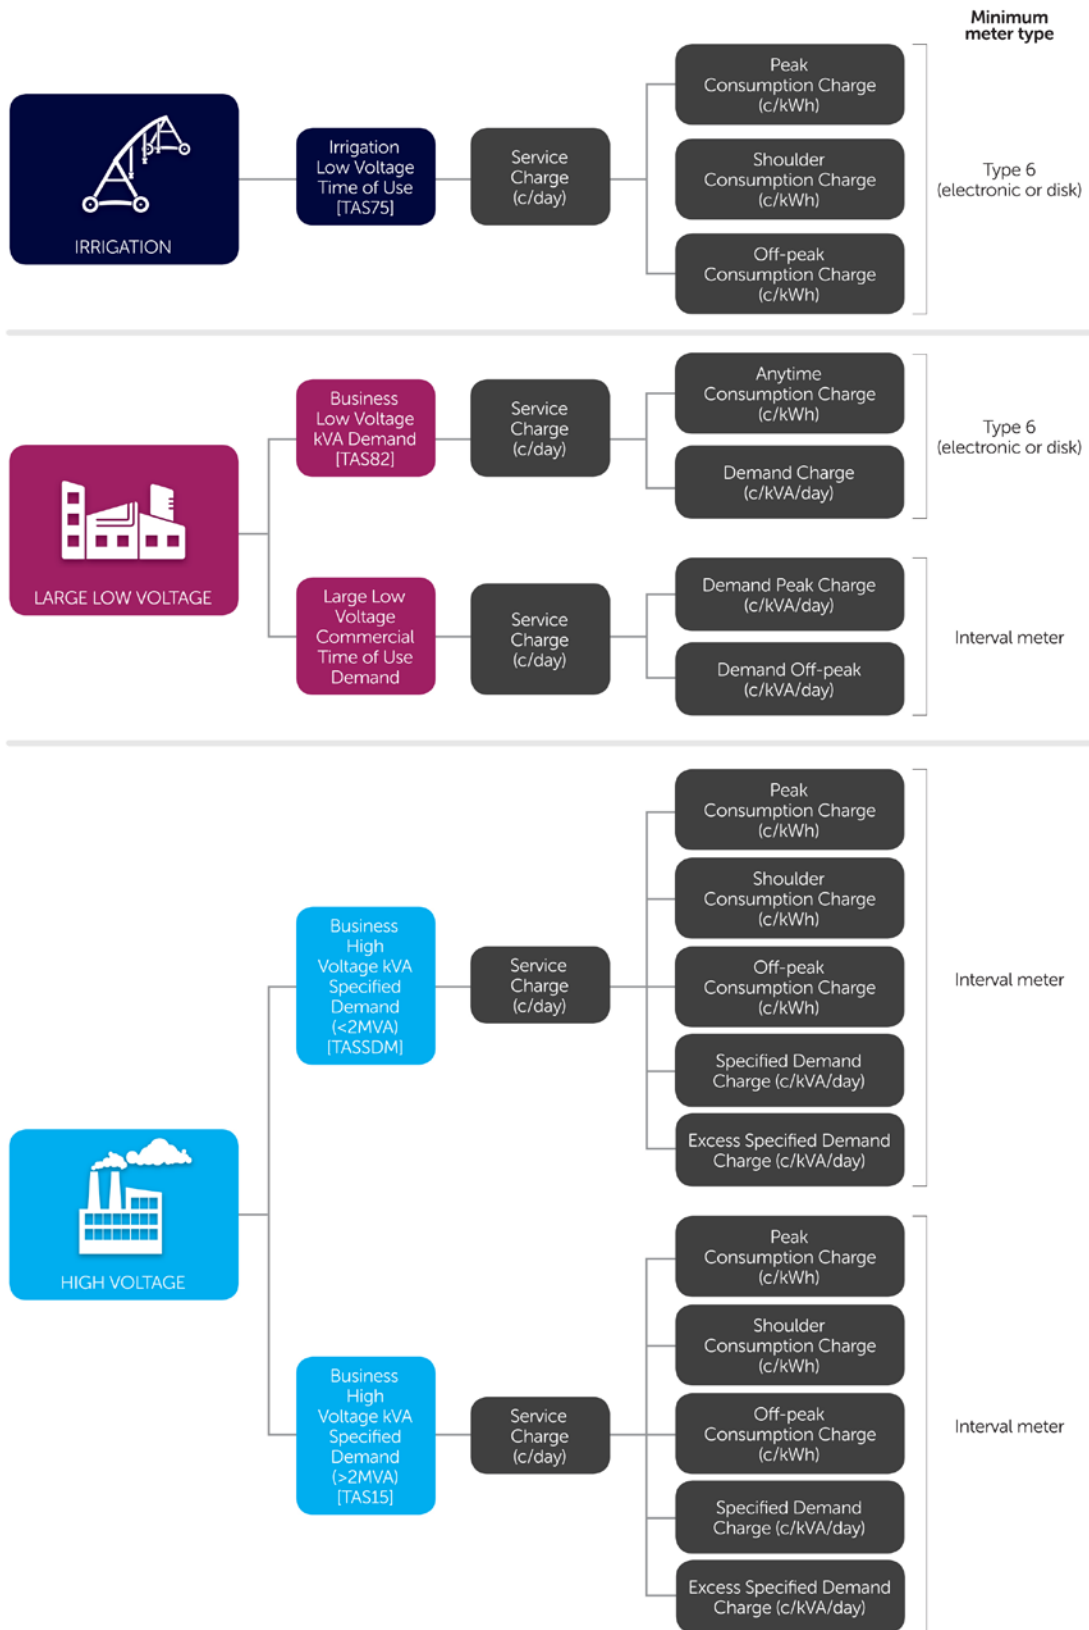 Minimum
meter type
IRRIGATION
Irrigation
Low Voltage
Time of Use
[TAS75]
Service
Charge
(c/day)
Peak
Consumption Charge
(c/kWh)
Shoulder
Consumption Charge
(c/kWh)
Off-peak
Consumption Charge
(c/kWh)
Type 6
(electronic or disk)
LARGE LOW VOLTAGE
Business
Low Voltage
kVA Demand
[TAS82]
Service
Charge
(c/day)
Anytime
Consumption Charge
(c/kWh)
Demand Charge
(c/kVA/day)
Type 6
(electronic or disk)
Large Low
Voltage
Commercial
Time of Use
Demand
Service
Charge
(c/day)
Demand Peak Charge
(c/kVA/day)
Demand Off-peak
(c/kVA/day)
Interval meter
HIGH VOLTAGE
Business
High
Voltage kVA
Specified
Demand
(<2MVA)
[TASSDM]
Service
Charge
(c/day)
Peak
Consumption Charge
(c/kWh)
Shoulder
Consumption Charge
(c/kWh)
Off-peak
Consumption Charge
(c/kWh)
Specified Demand
Charge (c/kVA/day)
Excess Specified Demand
Charge (c/kVA/day)
Interval meter
Business
High
Voltage kVA
Specified
Demand
(>2MVA)
[TAS15]
Service
Charge
(c/day)
Peak
Consumption Charge
(c/kWh)
Shoulder
Consumption Charge
(c/kWh)
Off-peak
Consumption Charge
(c/kWh)
Specified Demand
Charge (c/kVA/day)
Excess Specified Demand
Charge (c/kVA/day)
Interval meter